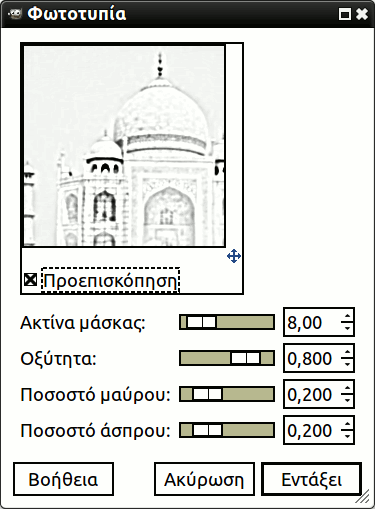 Φωτοτυπία
Προεπισκόπηση
Ακτίνα μάσκας: 8,00
Οξύτητα: 0,800
Ποσοστό μαύρου: 0,200
Ποσοστό άσπρου: 0,200
Βοήθεια Ακύρωση Εντάξει